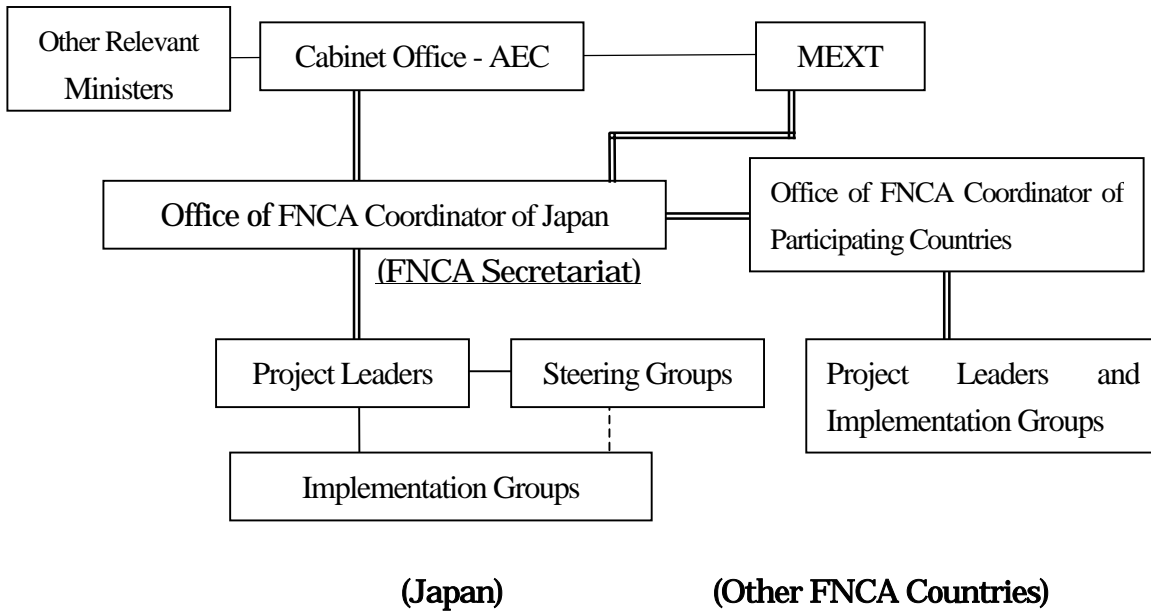 Other Relevant
Ministers
Cabinet Office - AEC
MEXT
Office of FNCA Coordinator of Japan
(FNCA Secretariat)
Office of FNCA Coordinator of
Participating Countries
Project Leaders
Steering Groups
Project Leaders and
Implementation Groups
Implementation Groups
(Japan)
(Other FNCA Countries)